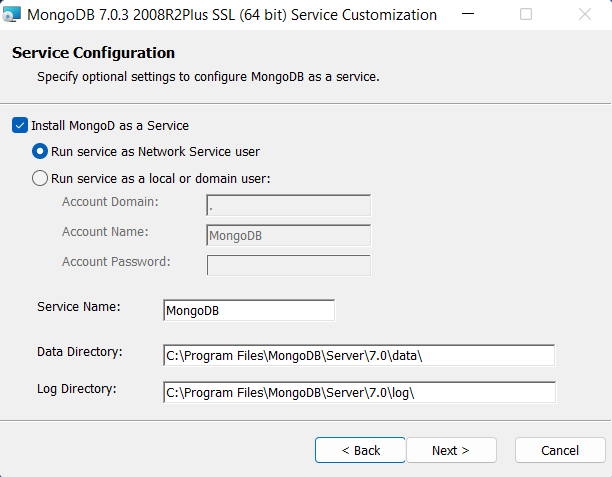 MongoDB 7.0.3 2008R2Plus SSL (64 bit) Service Customization
Service Configuration
Specify optional settings to configure MongoDB as a service.
Install MongoD as a Service
Run service as Network Service user
Run service as a local or domain user:
Account Domain: .
Account Name: MongoDB
Account Password:
Service Name: MongoDB
Data Directory: C:\Program Files\MongoDB\Server\7.0\data\
Log Directory: C:\Program Files\MongoDB\Server\7.0\log\
< Back Next > Cancel